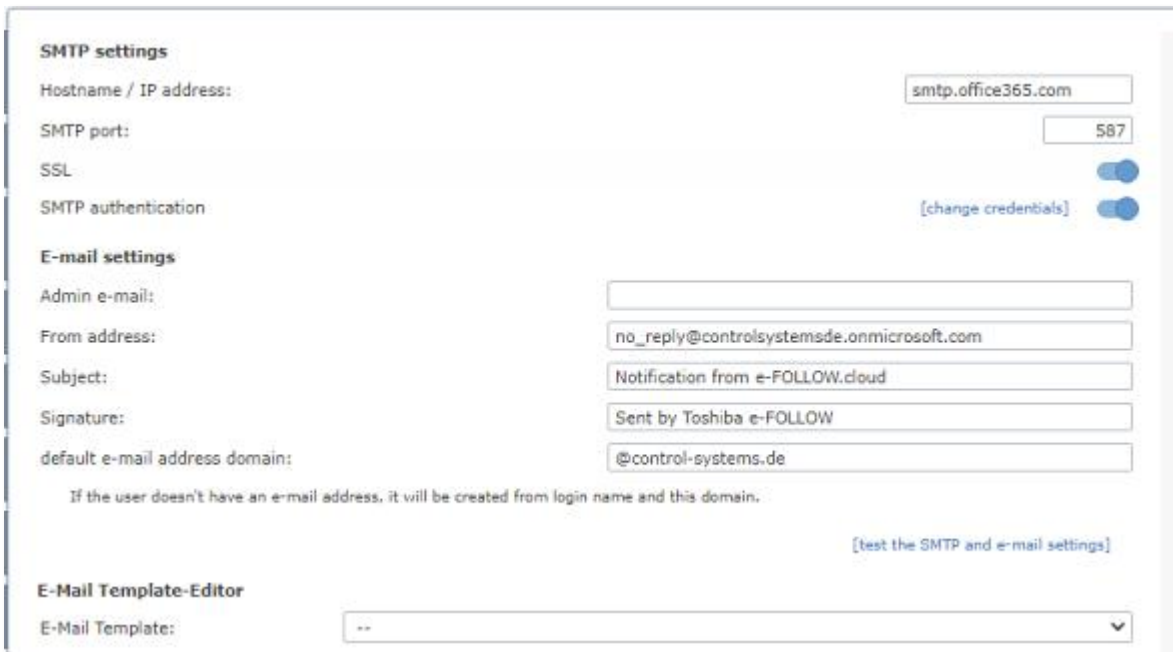 SMTP settings
Hostname / IP address: smtp.office365.com
SMTP port: 587
SSL
SMTP authentication [change credentials]
E-mail settings
Admin e-mail:
From address: no_reply@controlsystemsde.onmicrosoft.com
Subject: Notification from e-FOLLOW.cloud
Signature: Sent by Toshiba e-FOLLOW
default e-mail address domain: @control-systems.de
If the user doesn't have an e-mail address, it will be created from login name and this domain.
[test the SMTP and e-mail settings]
E-Mail Template-Editor
E-Mail Template: --